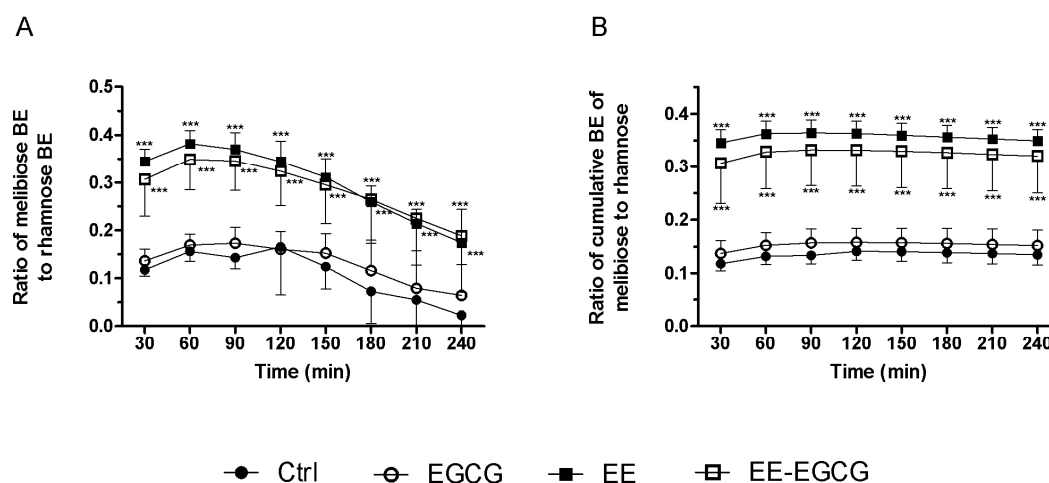 A
B
Ratio of melibiose BE
to rhamnose BE
0.5
0.4
0.3
0.2
0.1
0.0
*** *** *** *** *** *** *** ***
*** *** *** *** *** *** *** ***
30 60 90 120 150 180 210 240
Time (min)
Ratio of cumulative BE of
melibiose to rhamnose
0.4
0.3
0.2
0.1
0.0
*** *** *** *** *** *** *** ***
*** *** *** *** *** *** *** ***
30 60 90 120 150 180 210 240
Time (min)
Ctrl EGCG EE EE-EGCG